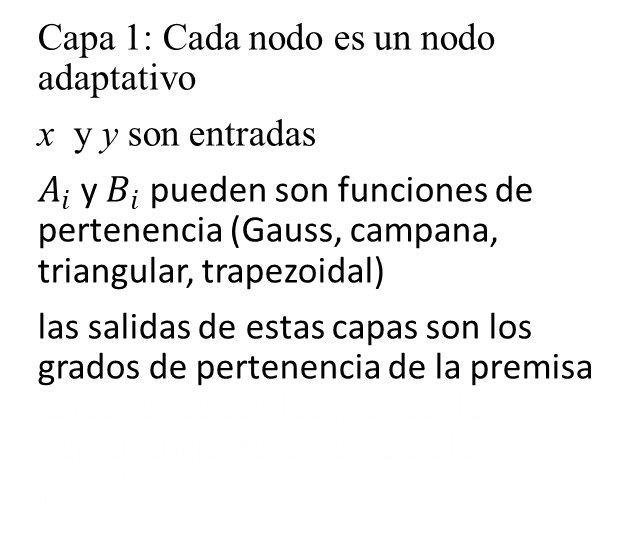 Capa 1: Cada nodo es un nodo
adaptativo
x y y son entradas
A_i y B_i pueden son funciones de
pertenencia (Gauss, campana,
triangular, trapezoidal)
las salidas de estas capas son los
grados de pertenencia de la premisa